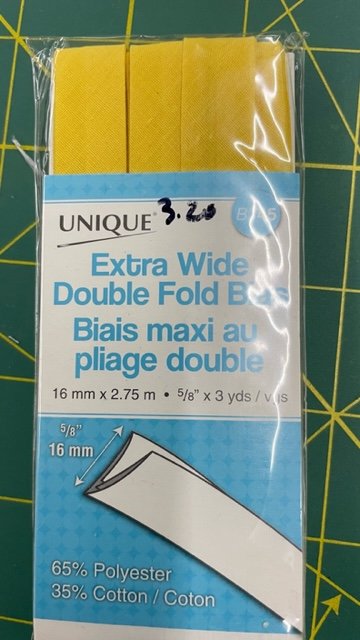 UNIQUE 3.20
Extra Wide
Double Fold Bias
Biais maxi au
pliage double
16 mm x 2.75 m • 5/8" x 3 yds /
5/8"
16 mm
65% Polyester
35% Cotton / Coton